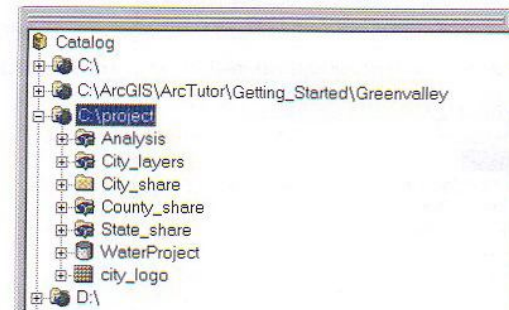 Catalog
C:\
C:\ArcGIS\ArcTutor\Getting_Started\Greenvalley
C:\project
Analysis
City_layers
City_share
County_share
State_share
WaterProject
city_logo
D:\